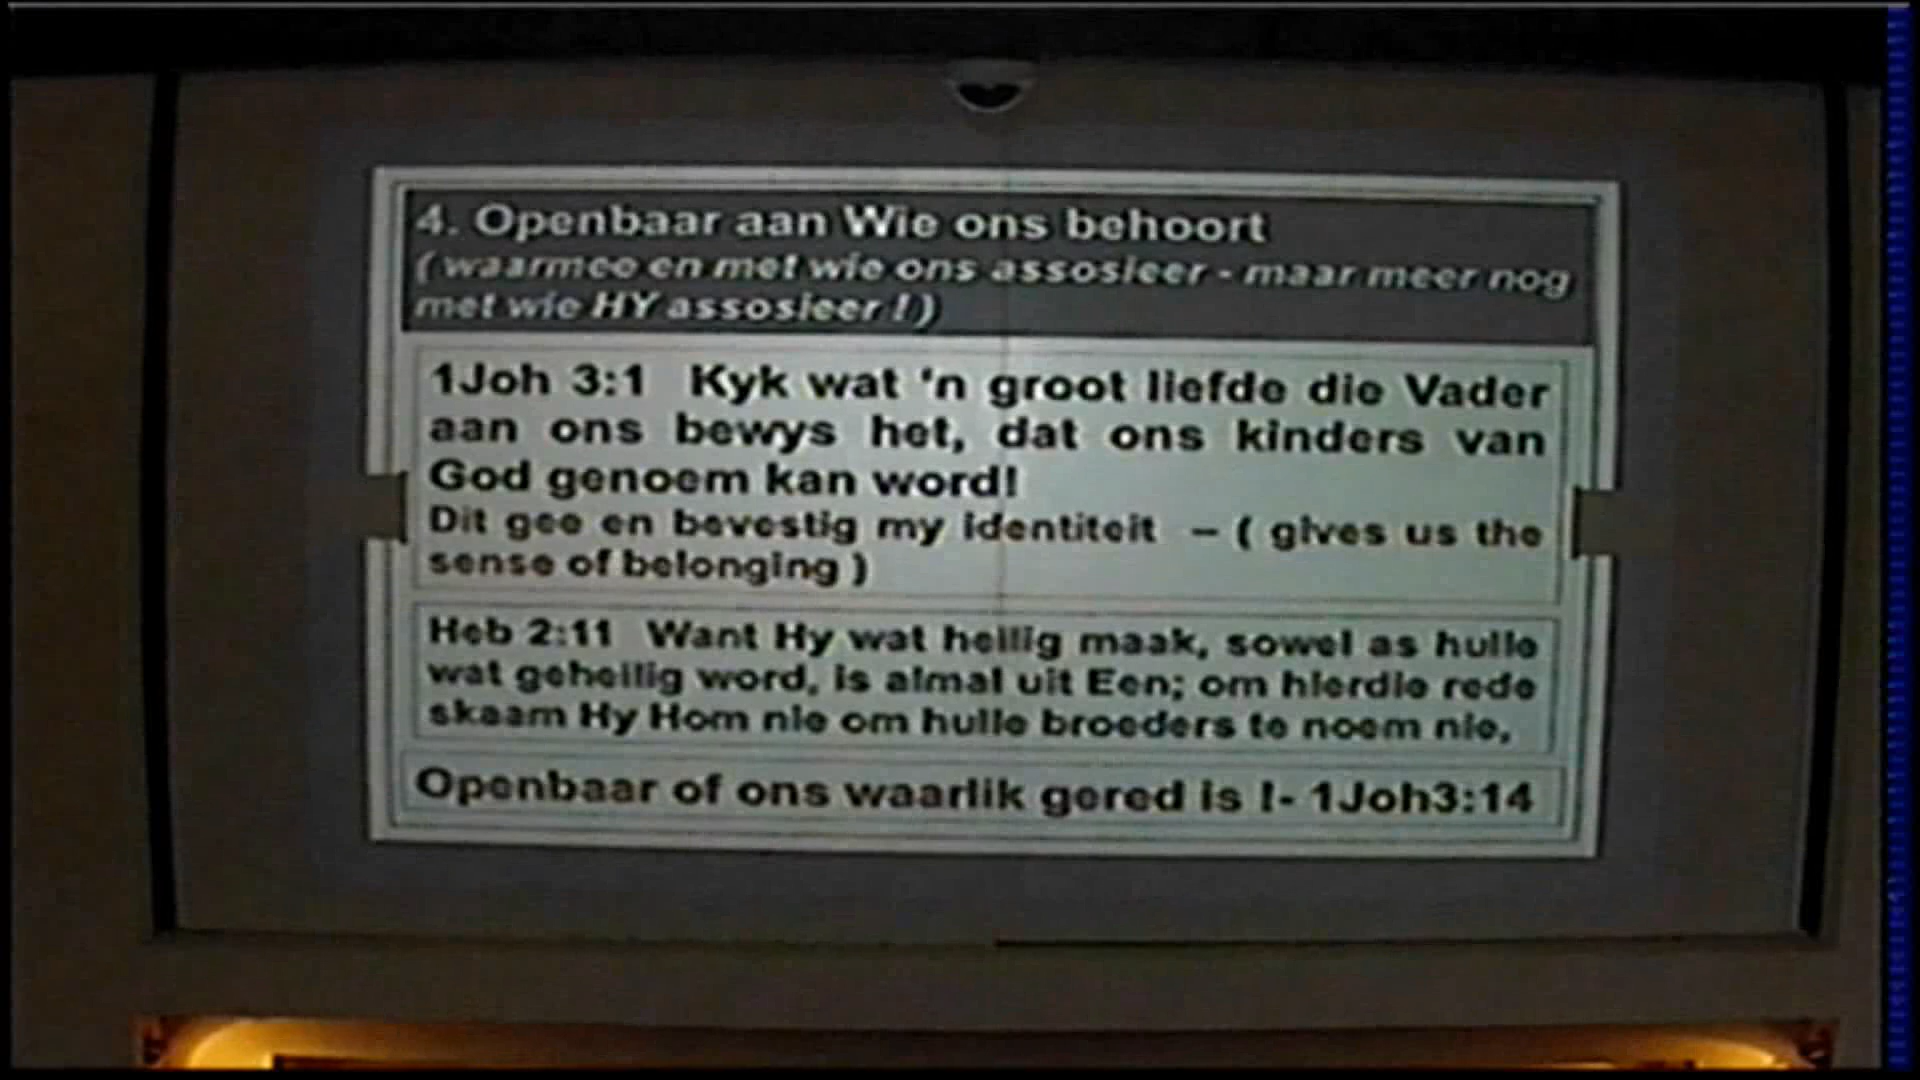 4. Openbaar aan Wie ons behoort
(waarmee en met wie ons assosieer - maar meer nog
met wie HY assosieer !)
1Joh 3:1 Kyk wat 'n groot liefde die Vader
aan ons bewys het, dat ons kinders van
God genoem kan word!
Dit gee en bevestig my identiteit – ( gives us the
sense of belonging )
Heb 2:11 Want Hy wat heilig maak, sowel as hulle
wat geheilig word, is almal uit Een; om hierdie rede
skaam Hy Hom nie om hulle broeders te noem nie,
Openbaar of ons waarlik gered is !- 1Joh3:14